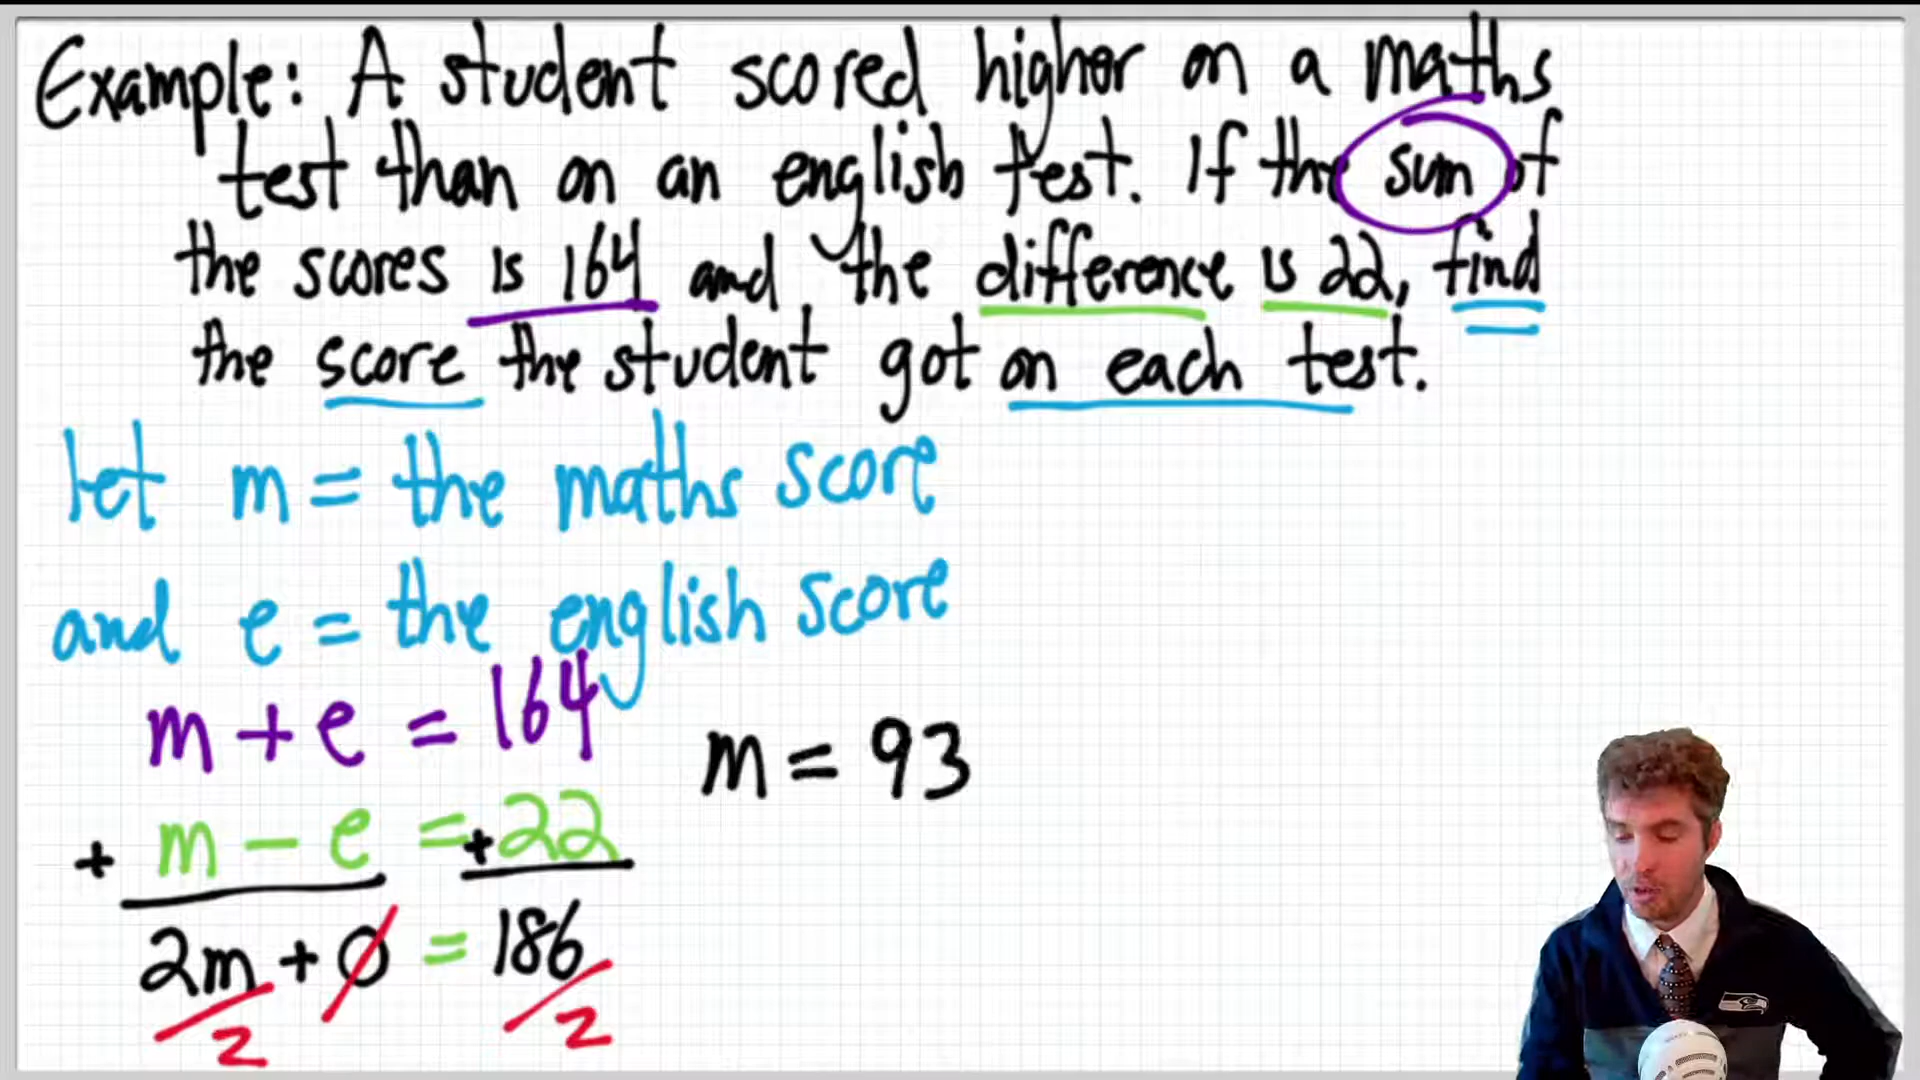 Example: A student scored higher on a maths
test than on an english test. If the sum of
the scores is 164 and the difference is 22, find
the score the student got on each test.
let m = the maths score
and e = the english score
m + e = 164
+ m - e = + 22
2m + 0 = 186
2 2
m = 93